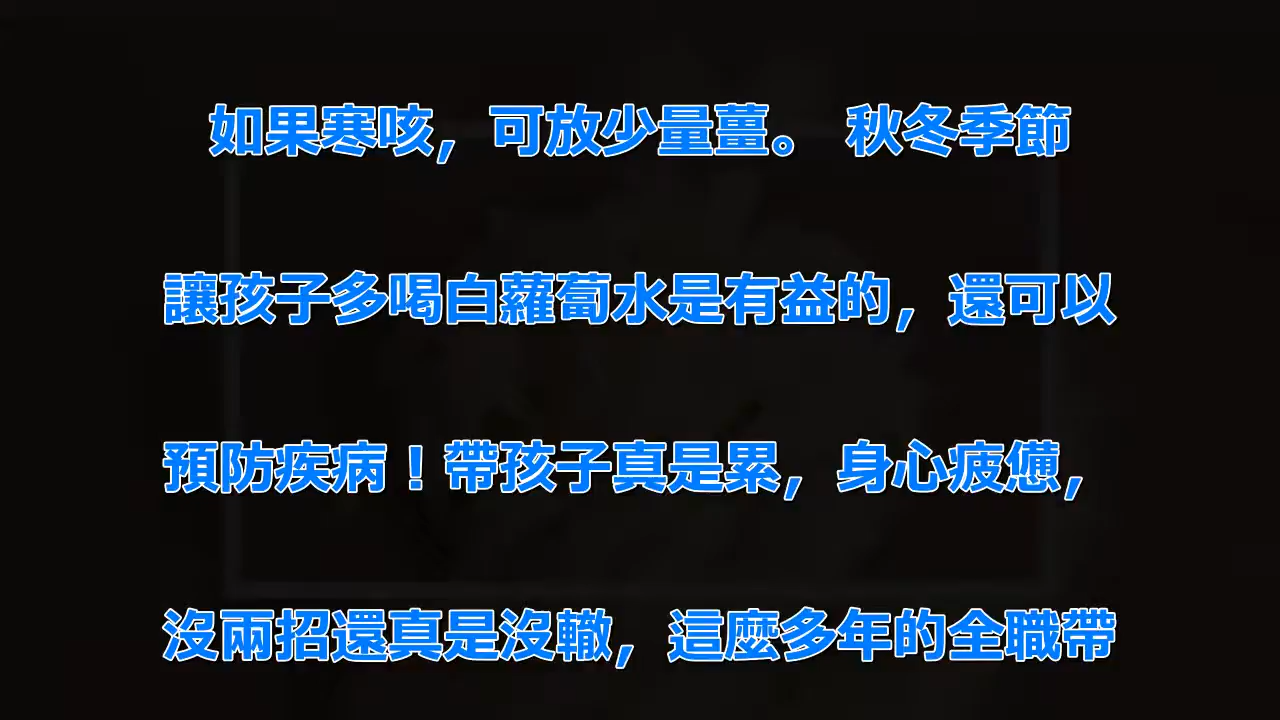 如果寒咳，可放少量薑。 秋冬季節
讓孩子多喝白蘿蔔水是有益的，還可以
預防疾病！帶孩子真是累，身心疲憊，
沒兩招還真是沒轍，這麼多年的全職帶